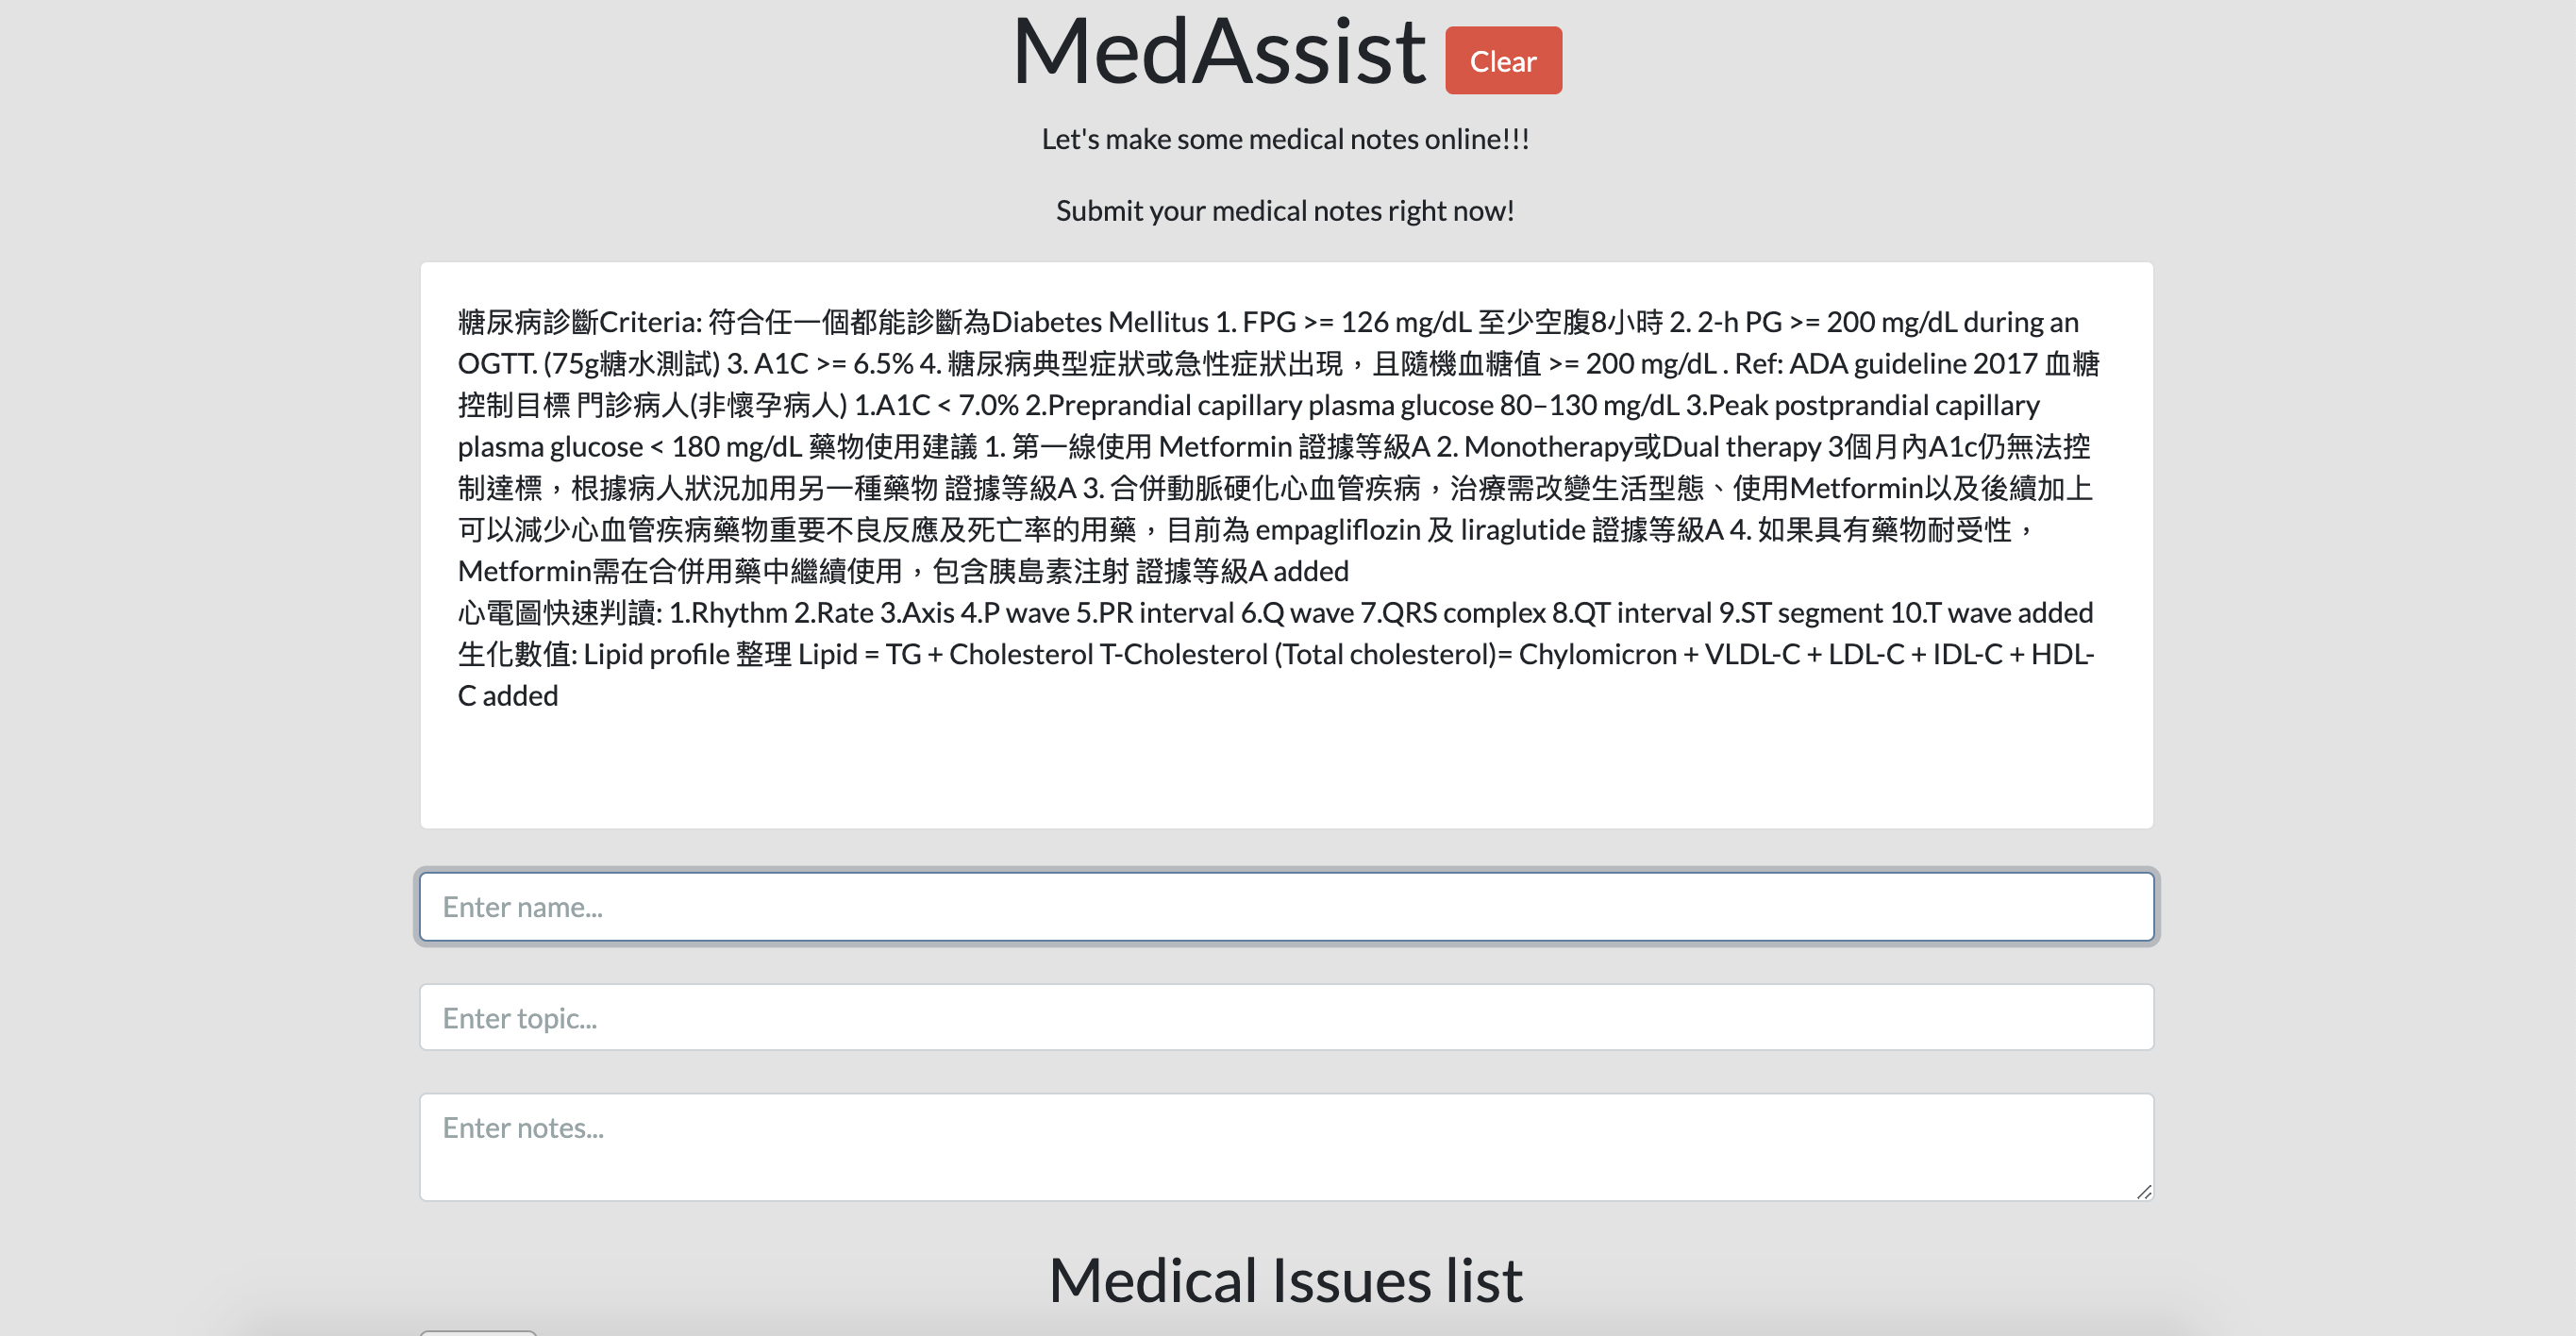 MedAssist Clear
Let's make some medical notes online!!!
Submit your medical notes right now!
糖尿病診斷Criteria: 符合任一個都能診斷為Diabetes Mellitus 1. FPG >= 126 mg/dL 至少空腹8小時 2. 2-h PG >= 200 mg/dL during an
OGTT. (75g糖水測試) 3. A1C >= 6.5% 4. 糖尿病典型症狀或急性症狀出現，且隨機血糖值 >= 200 mg/dL . Ref: ADA guideline 2017 血糖
控制目標 門診病人(非懷孕病人) 1.A1C < 7.0% 2.Preprandial capillary plasma glucose 80–130 mg/dL 3.Peak postprandial capillary
plasma glucose < 180 mg/dL 藥物使用建議 1. 第一線使用 Metformin 證據等級A 2. Monotherapy或Dual therapy 3個月內A1c仍無法控
制達標，根據病人狀況加用另一種藥物 證據等級A 3. 合併動脈硬化心血管疾病，治療需改變生活型態、使用Metformin以及後續加上
可以減少心血管疾病藥物重要不良反應及死亡率的用藥，目前為 empagliflozin 及 liraglutide 證據等級A 4. 如果具有藥物耐受性，
Metformin需在合併用藥中繼續使用，包含胰島素注射 證據等級A added
心電圖快速判讀: 1.Rhythm 2.Rate 3.Axis 4.P wave 5.PR interval 6.Q wave 7.QRS complex 8.QT interval 9.ST segment 10.T wave added
生化數值: Lipid profile 整理 Lipid = TG + Cholesterol T-Cholesterol (Total cholesterol)= Chylomicron + VLDL-C + LDL-C + IDL-C + HDL-
C added
Enter name...
Enter topic...
Enter notes...
Medical Issues list